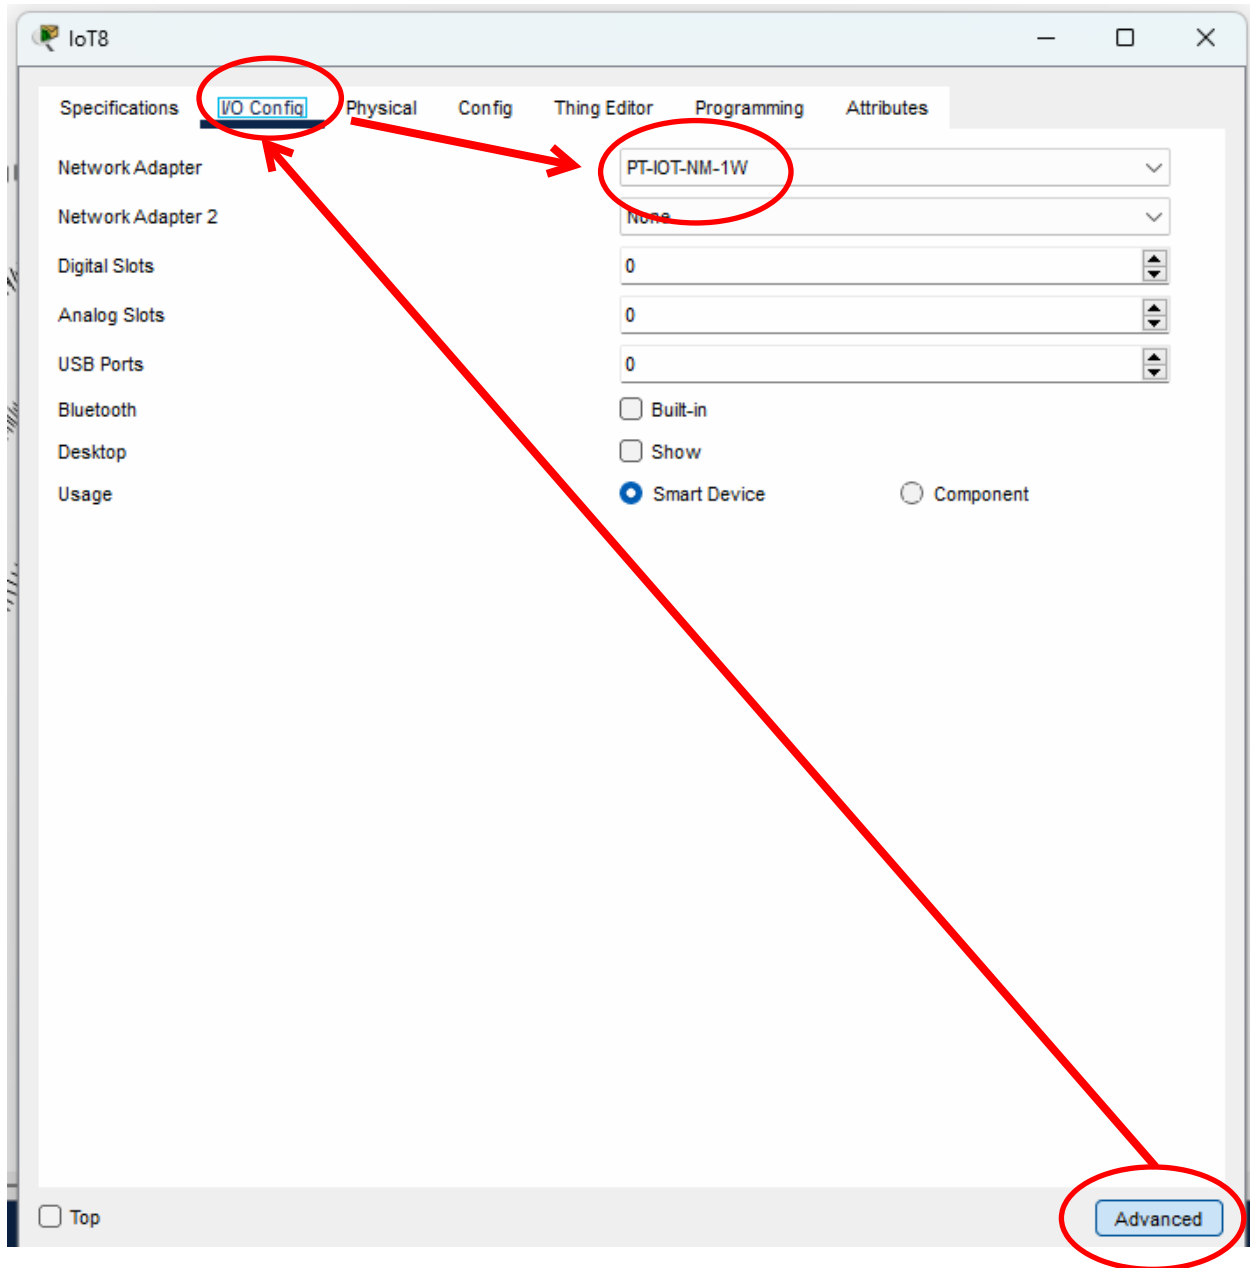 IoT8
Specifications I/O Config Physical Config Thing Editor Programming Attributes
Network Adapter PT-IOT-NM-1W
Network Adapter 2 None
Digital Slots 0
Analog Slots 0
USB Ports 0
Bluetooth Built-in
Desktop Show
Usage Smart Device Component
Top Advanced